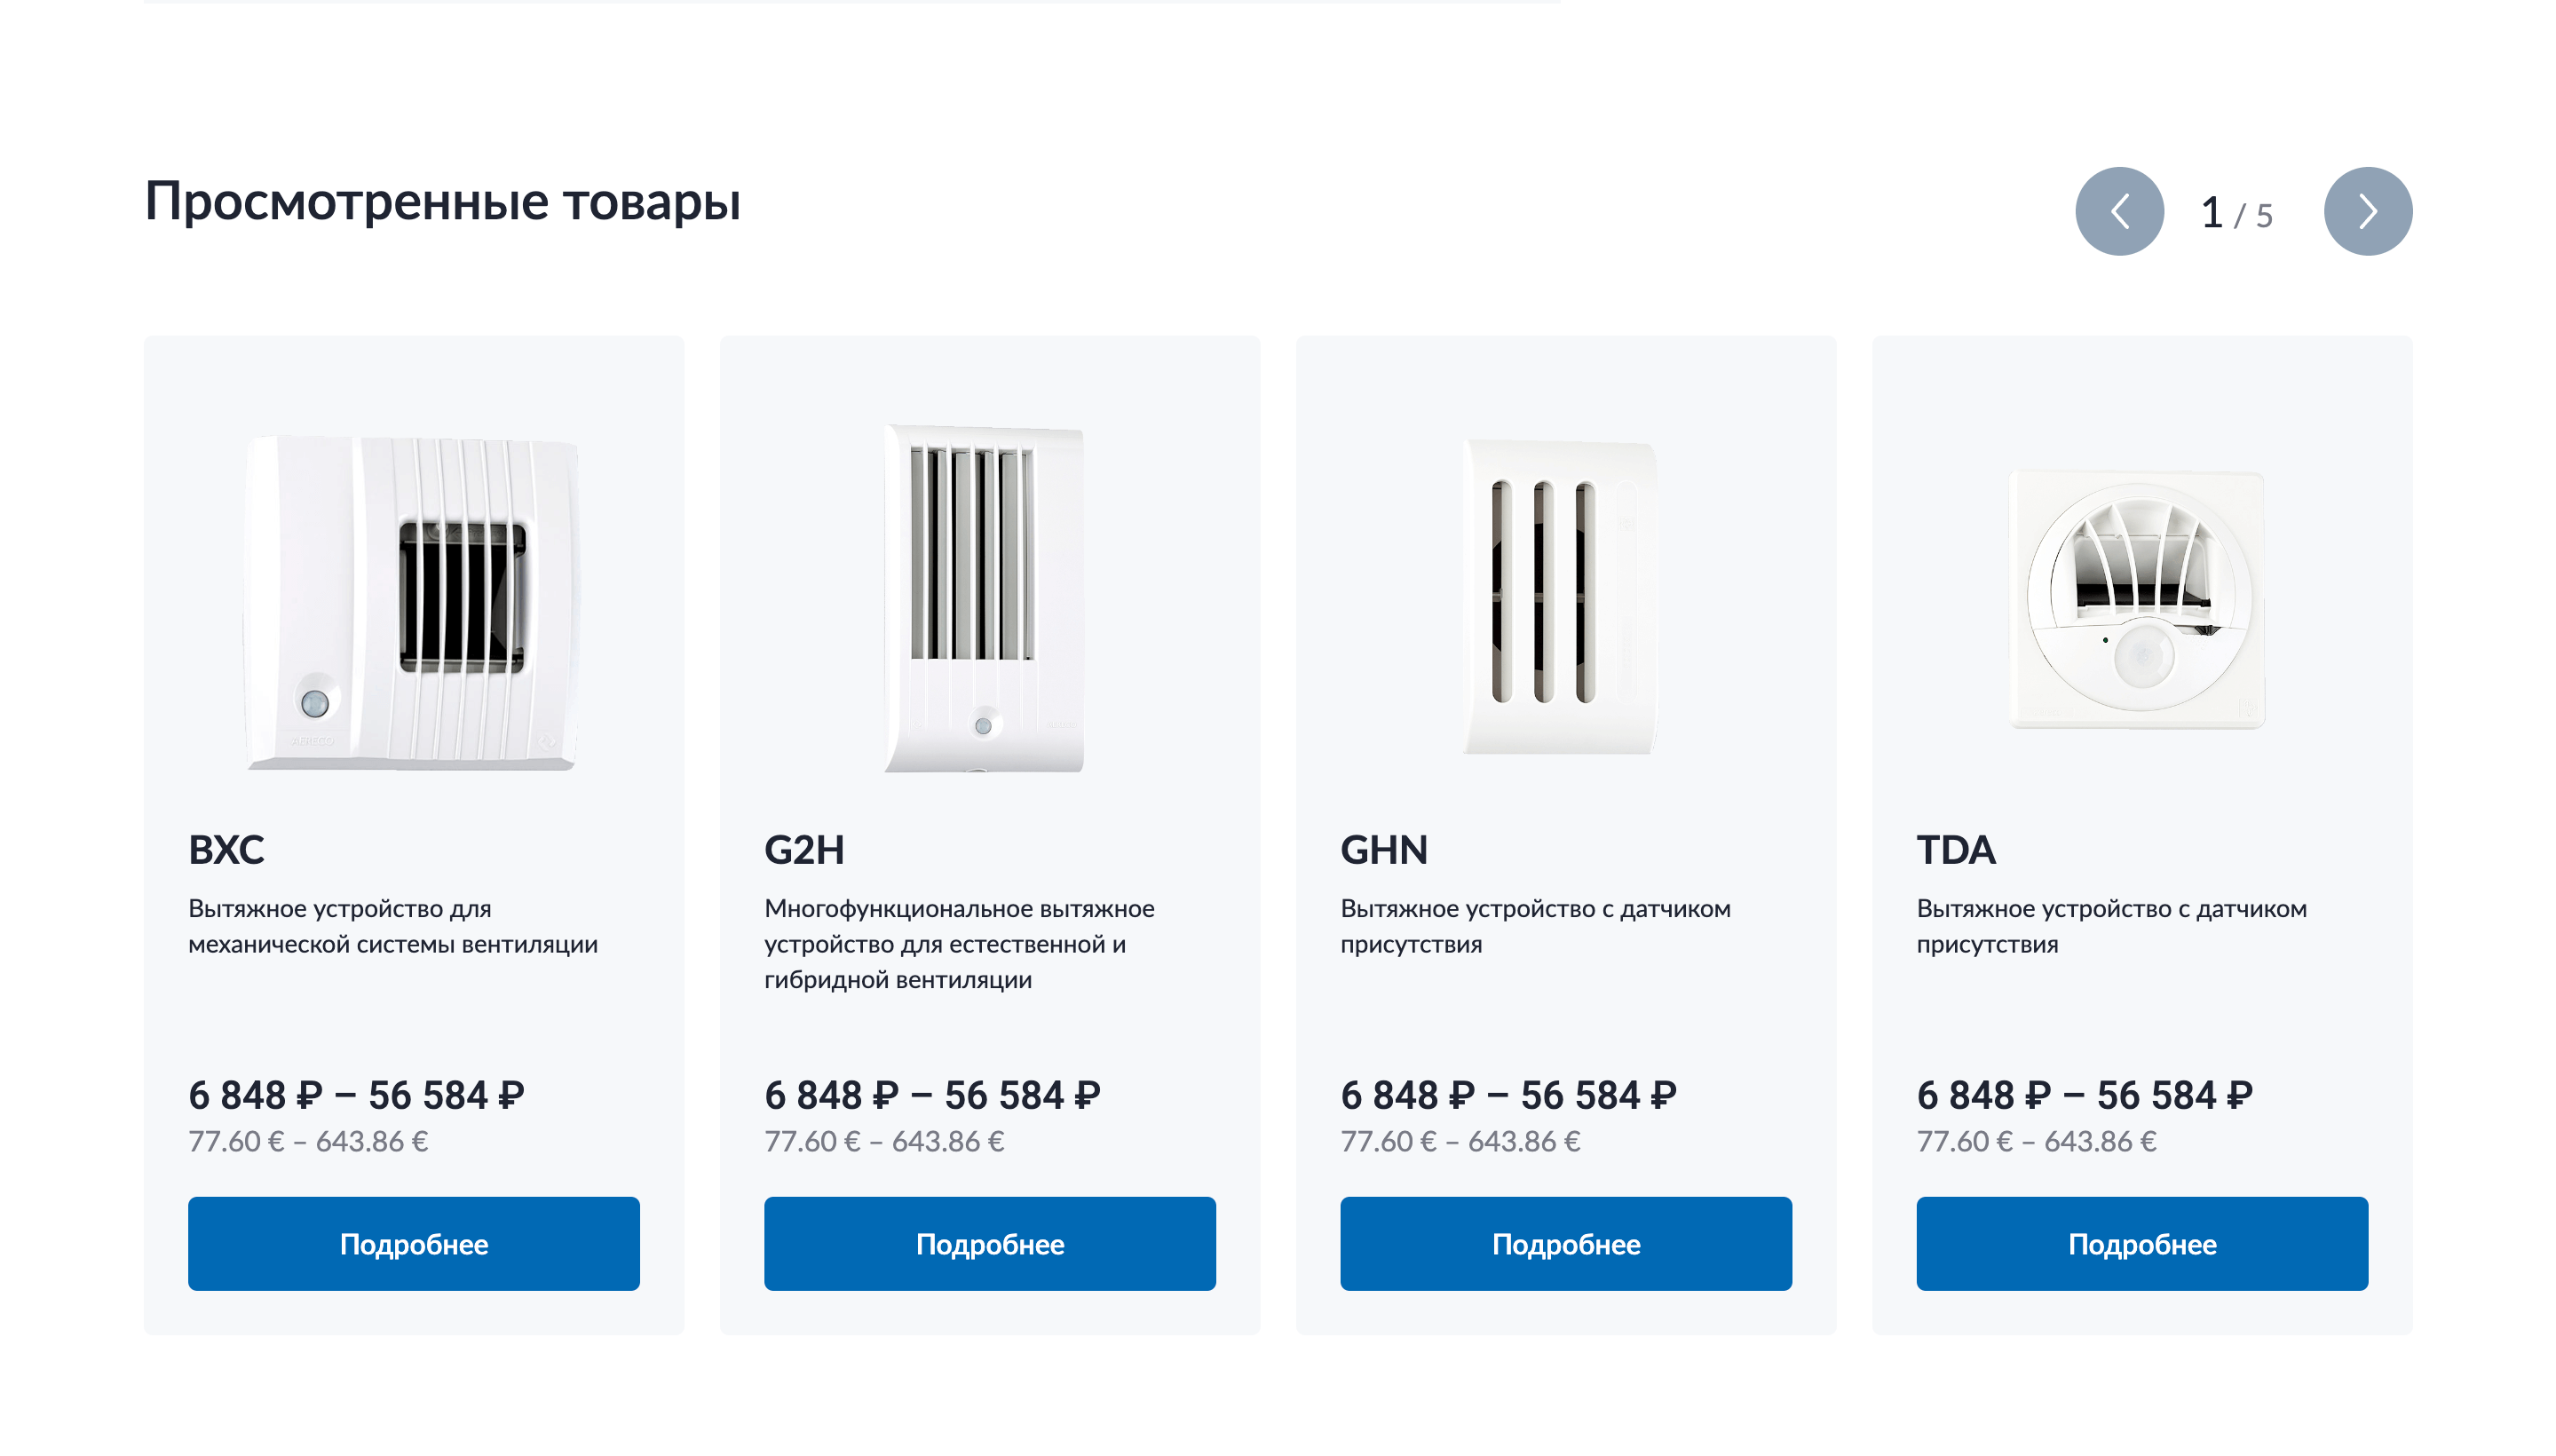 Просмотренные товары
1 / 5
AERECO
BXC
Вытяжное устройство для
механической системы вентиляции
6 848 ₽ – 56 584 ₽
77.60 € – 643.86 €
Подробнее
G2H
Многофункциональное вытяжное
устройство для естественной и
гибридной вентиляции
6 848 ₽ – 56 584 ₽
77.60 € – 643.86 €
Подробнее
GHN
Вытяжное устройство с датчиком
присутствия
6 848 ₽ – 56 584 ₽
77.60 € – 643.86 €
Подробнее
TDA
Вытяжное устройство с датчиком
присутствия
6 848 ₽ – 56 584 ₽
77.60 € – 643.86 €
Подробнее